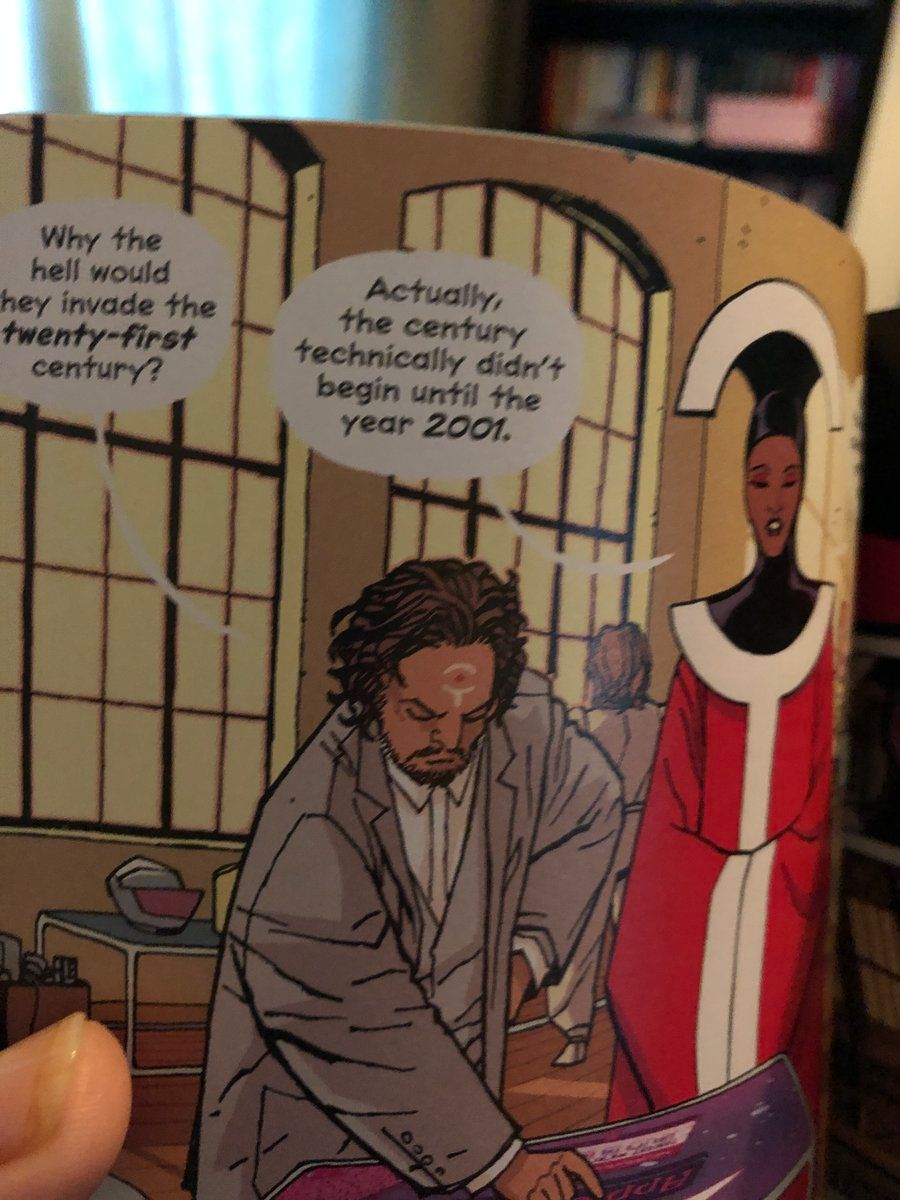 Why the
hell would
hey invade the
twenty-first
century?
Actually,
the century
technically didn't
begin until the
year 2001.